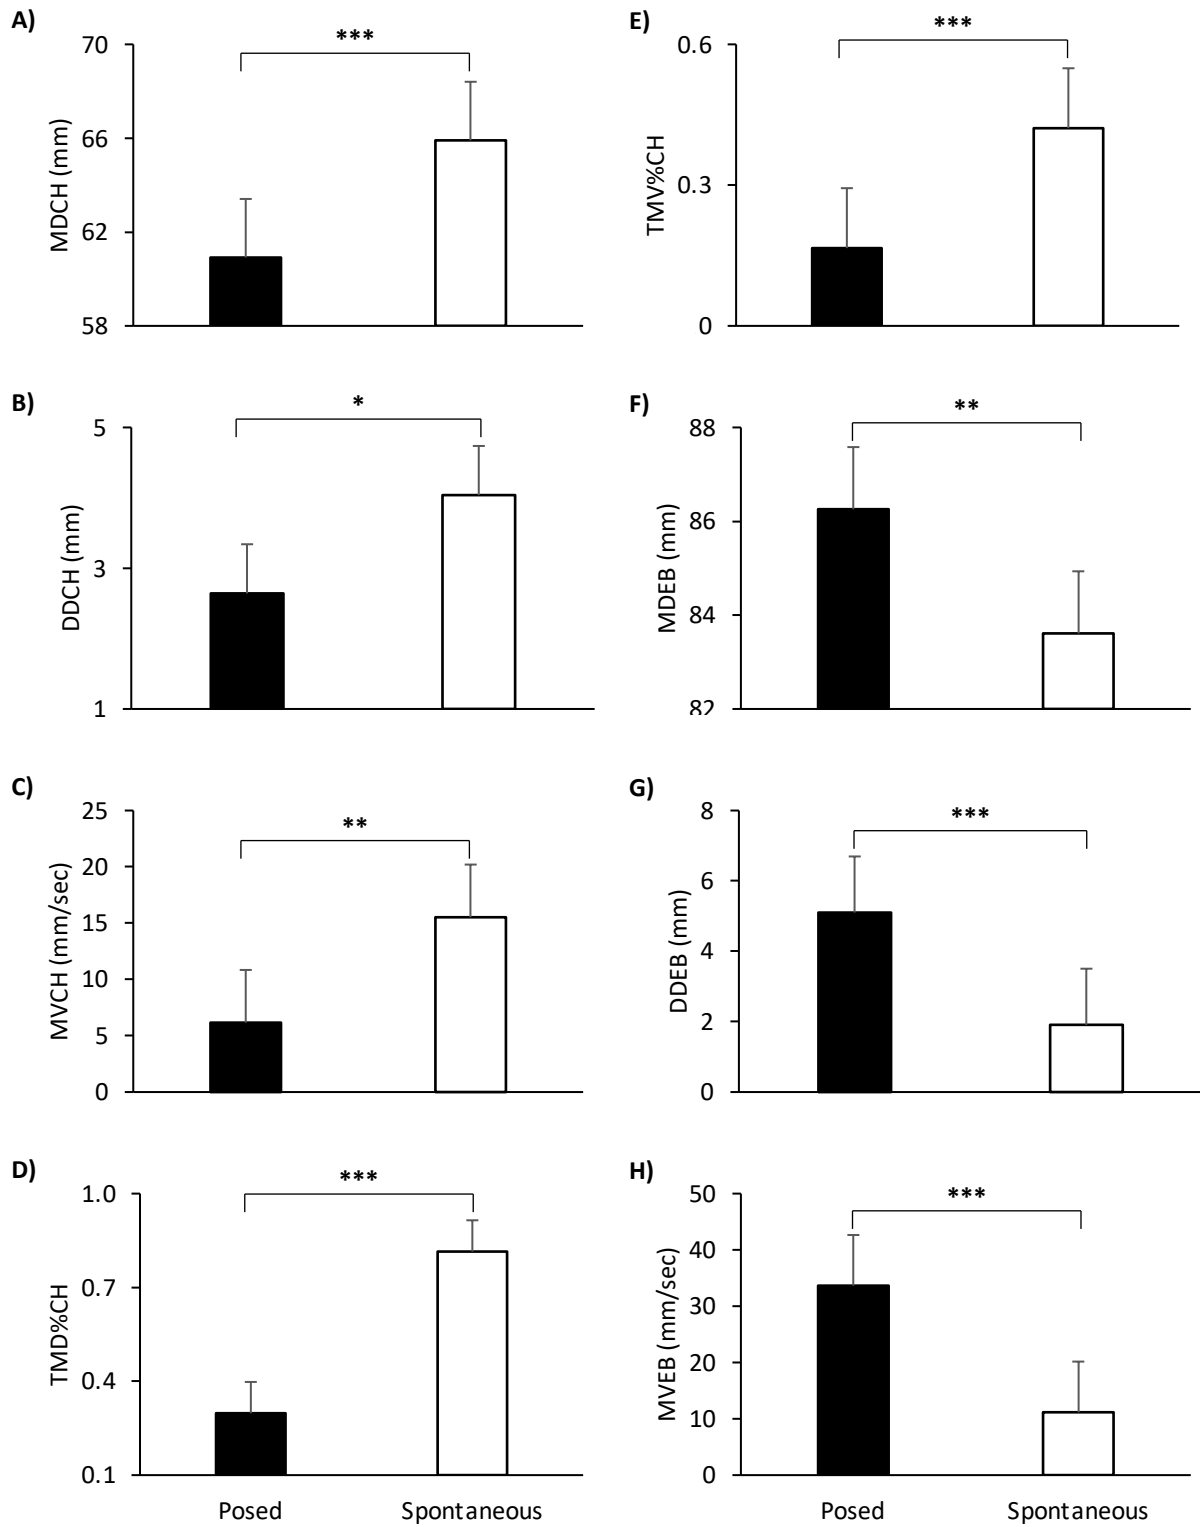 A)
***
70
66
62
58
MDCH (mm)
B)
*
5
3
1
DDCH (mm)
C)
**
25
20
15
10
5
0
MVCH (mm/sec)
D)
***
1.0
0.7
0.4
0.1
TMD%CH
Posed Spontaneous
E)
***
0.6
0.3
0
TMV%CH
F)
**
88
86
84
82
MDEB (mm)
G)
***
8
6
4
2
0
DDEB (mm)
H)
***
50
40
30
20
10
0
MVEB (mm/sec)
Posed Spontaneous